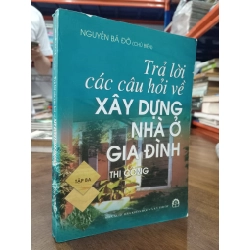 NGUYỄN BÁ ĐÔ (CHỦ BIÊN)
Trả lời
các câu hỏi về
XÂY DỰNG
NHÀ Ở
GIA ĐÌNH
THI CÔNG
TẬP BA